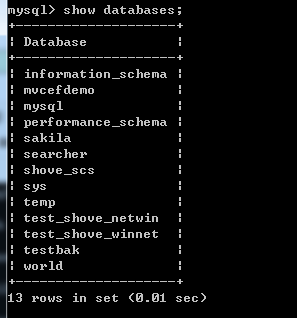 mysql> show databases;
+--------------------+
| Database           |
+--------------------+
| information_schema |
| mvcefdemo          |
| mysql              |
| performance_schema |
| sakila             |
| searcher           |
| shove_scs          |
| sys                |
| temp               |
| test_shove_netwin  |
| test_shove_winnet  |
| testbak            |
| world              |
+--------------------+
13 rows in set (0.01 sec)